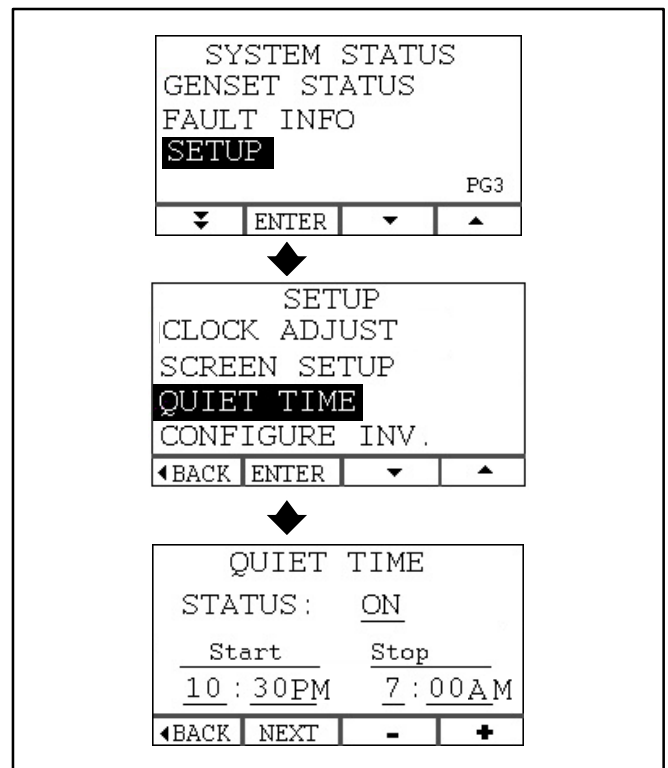 SYSTEM STATUS
GENSET STATUS
FAULT INFO
SETUP
PG3
ENTER
SETUP
CLOCK ADJUST
SCREEN SETUP
QUIET TIME
CONFIGURE INV.
BACK ENTER
QUIET TIME
STATUS: ON
Start Stop
10:30PM 7:00AM
BACK NEXT - +